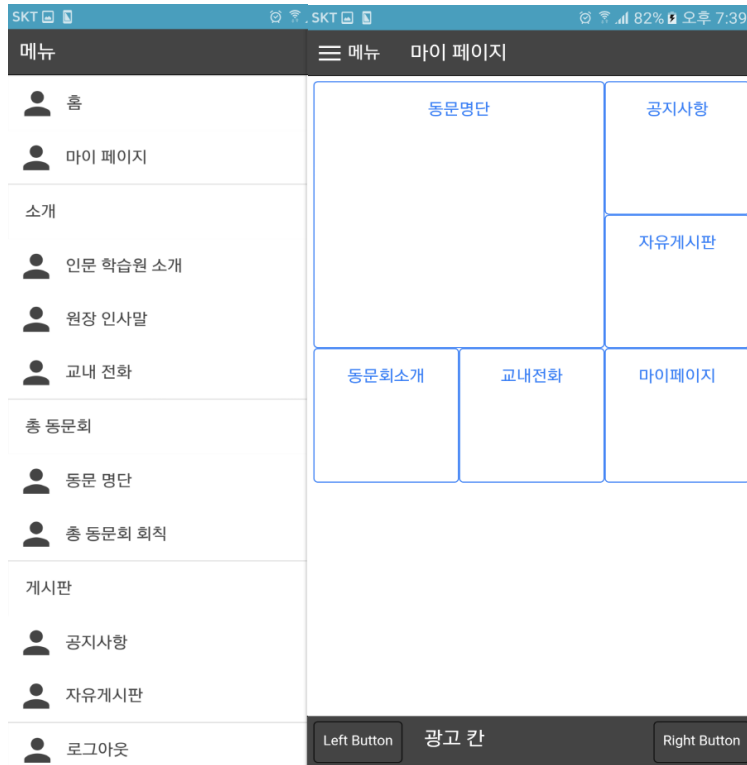 SKT
메뉴
홈
마이 페이지
소개
인문 학습원 소개
원장 인사말
교내 전화
총 동문회
동문 명단
총 동문회 회칙
게시판
공지사항
자유게시판
로그아웃
SKT 82% 오후 7:39
메뉴 마이 페이지
동문명단 공지사항
자유게시판
동문회소개 교내전화 마이페이지
Left Button 광고 칸 Right Button